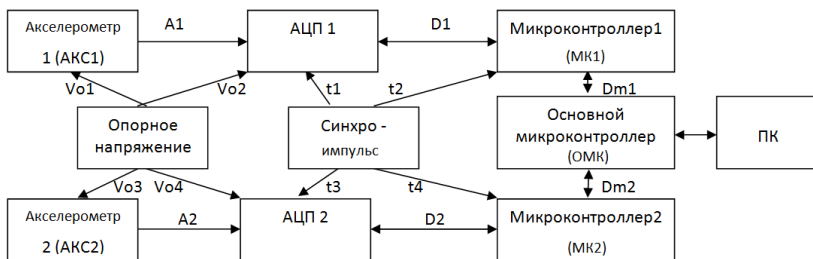 Акселерометр
1 (АКС1)
A1
АЦП 1
D1
Микроконтроллер1
(МК1)
Vo1
Vo2
t1
t2
Dm1
Опорное
напряжение
Синхро -
импульс
Основной
микроконтроллер
(ОМК)
ПК
Vo3
Vo4
t3
t4
Dm2
Акселерометр
2 (АКС2)
A2
АЦП 2
D2
Микроконтроллер2
(МК2)